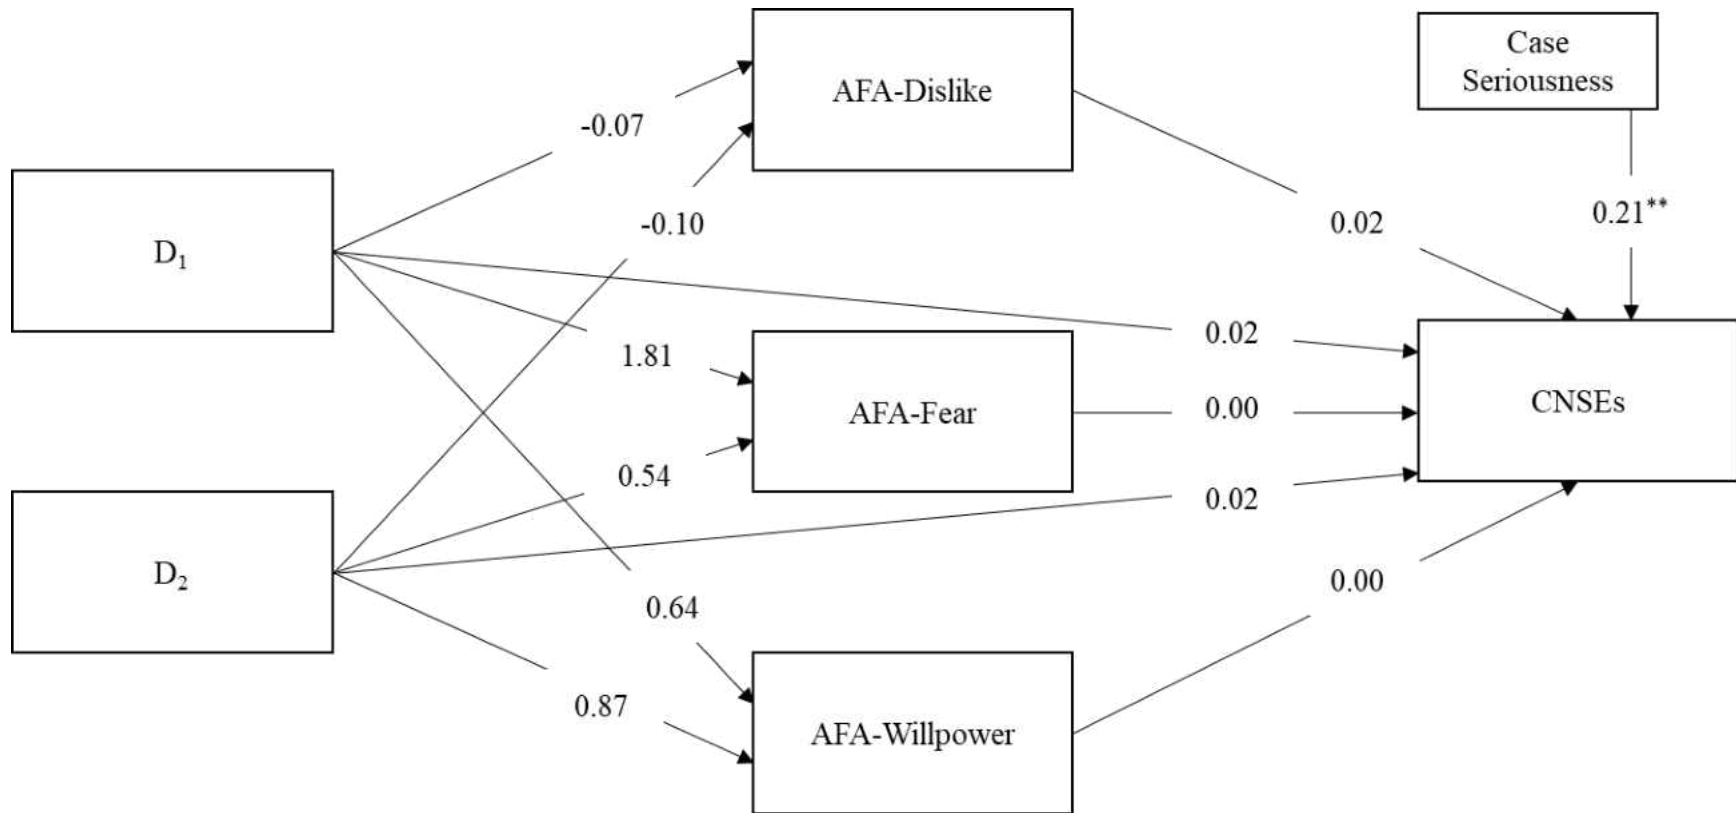 Case
Seriousness
AFA-Dislike
-0.07
0.21**
-0.10
0.02
D₁
0.02
1.81
CNSEs
AFA-Fear
0.00
0.54
0.02
D₂
0.00
0.64
0.87
AFA-Willpower